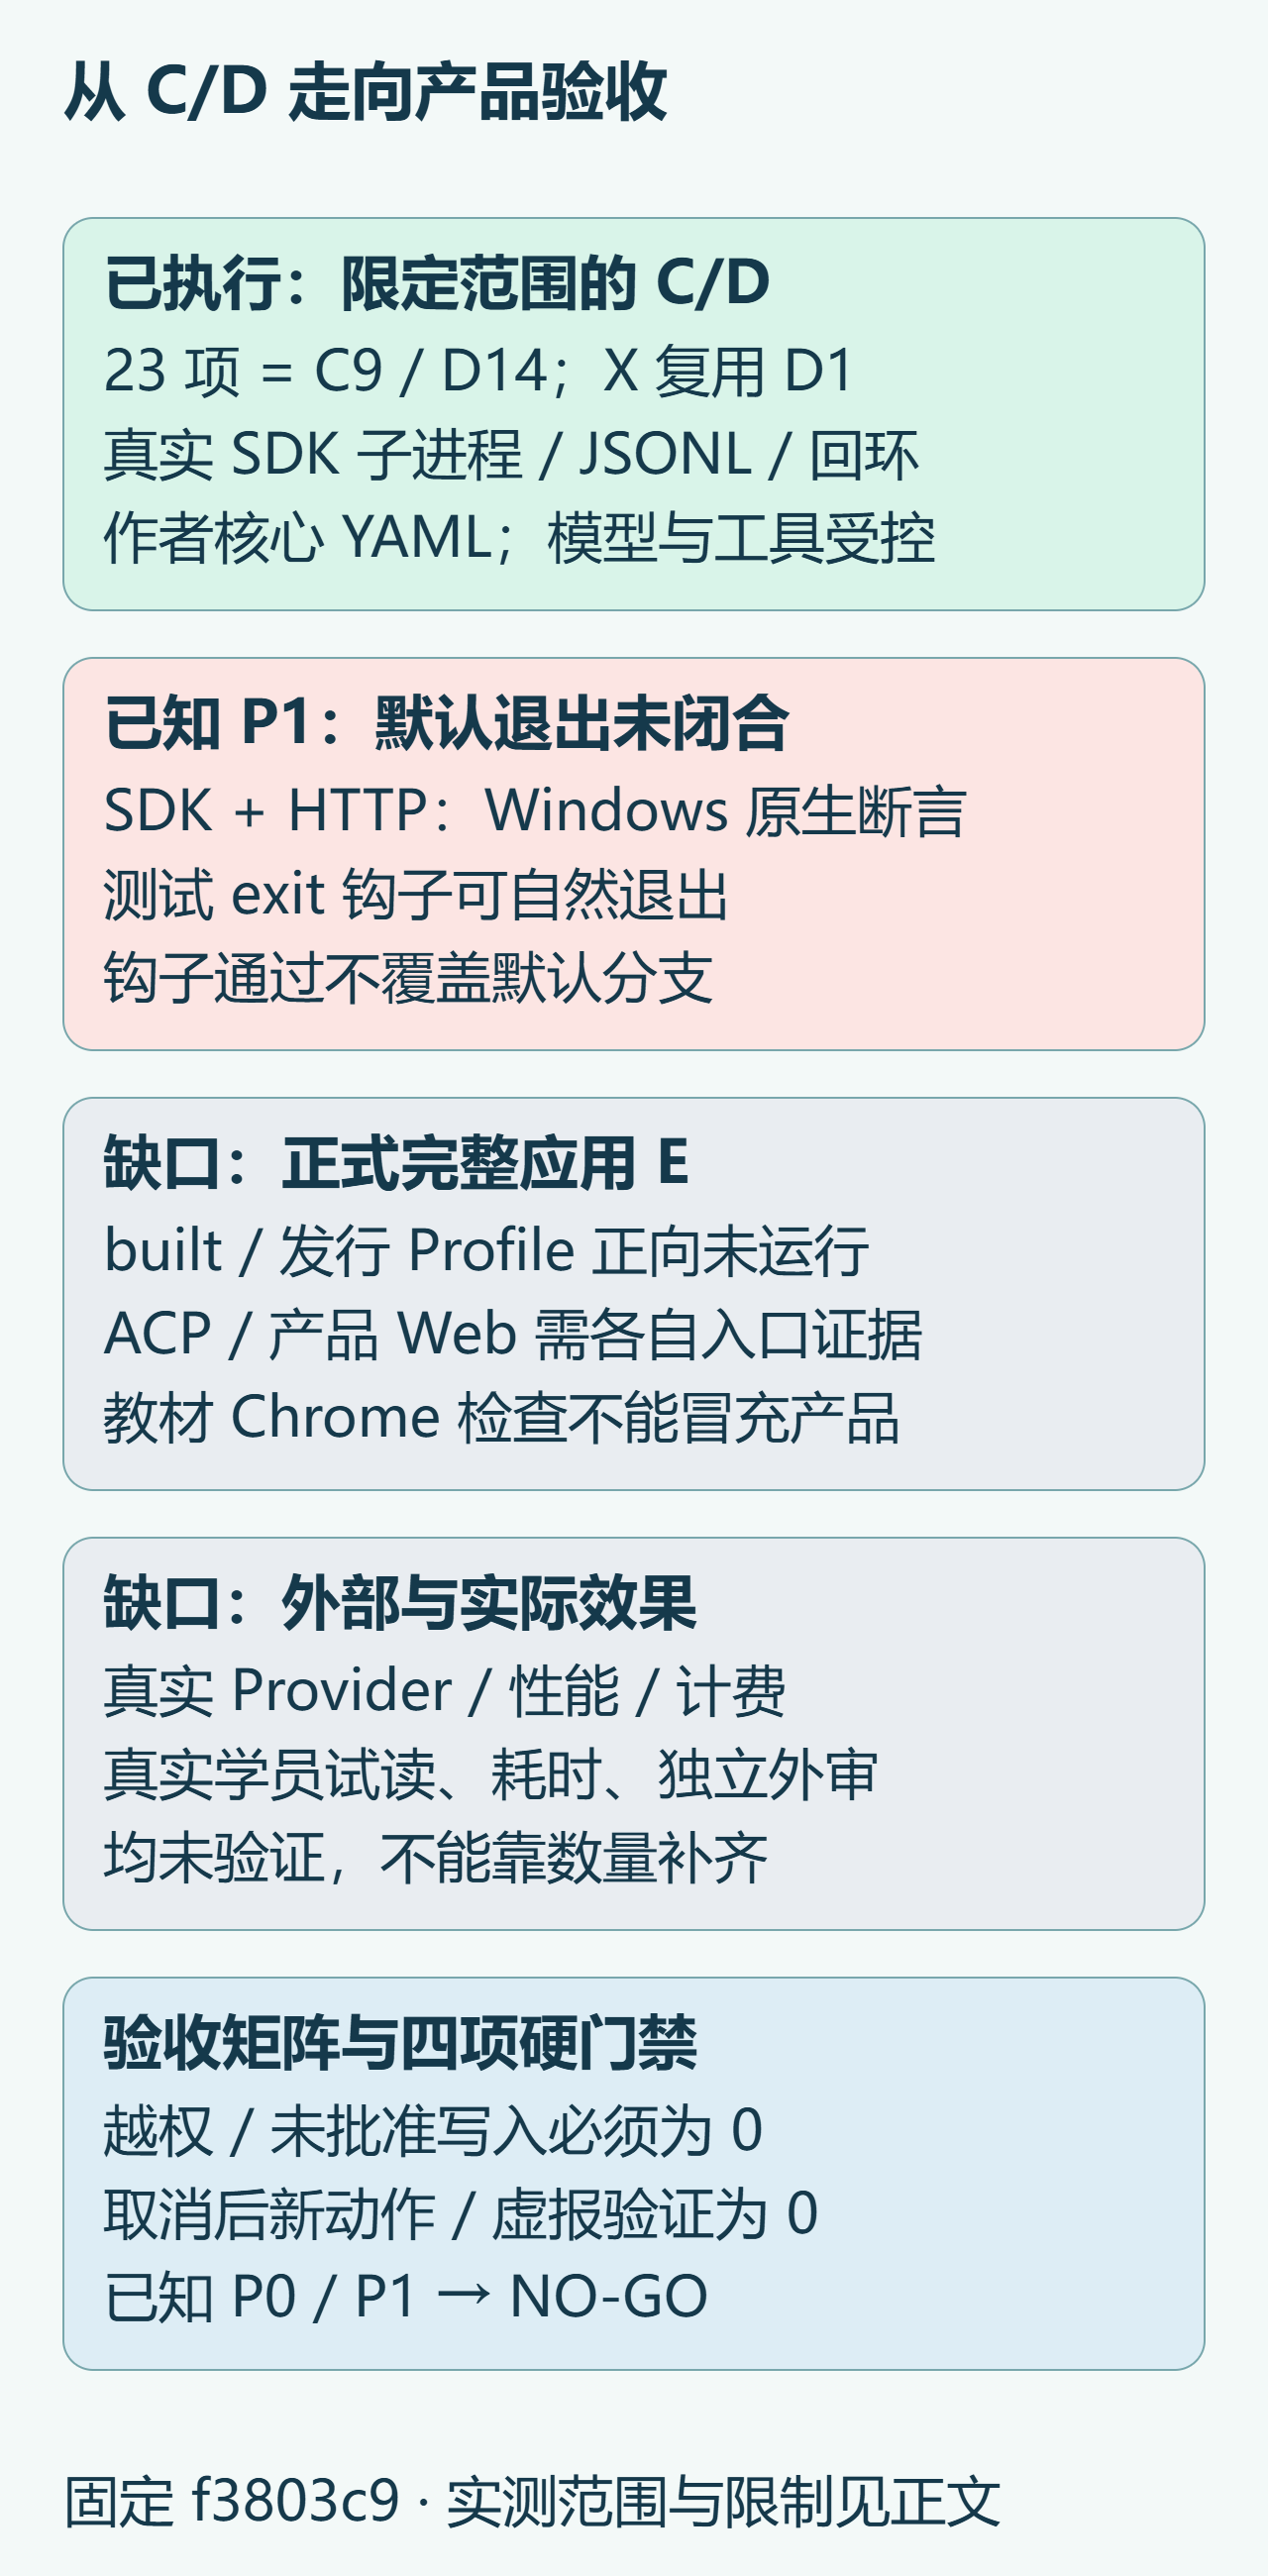 从 C/D 走向产品验收
已执行：限定范围的 C/D
23 项 = C9 / D14；X 复用 D1
真实 SDK 子进程 / JSONL / 回环
作者核心 YAML；模型与工具受控
已知 P1：默认退出未闭合
SDK + HTTP：Windows 原生断言
测试 exit 钩子可自然退出
钩子通过不覆盖默认分支
缺口：正式完整应用 E
built / 发行 Profile 正向未运行
ACP / 产品 Web 需各自入口证据
教材 Chrome 检查不能冒充产品
缺口：外部与实际效果
真实 Provider / 性能 / 计费
真实学员试读、耗时、独立外审
均未验证，不能靠数量补齐
验收矩阵与四项硬门禁
越权 / 未批准写入必须为 0
取消后新动作 / 虚报验证为 0
已知 P0 / P1 → NO-GO
固定 f3803c9 · 实测范围与限制见正文